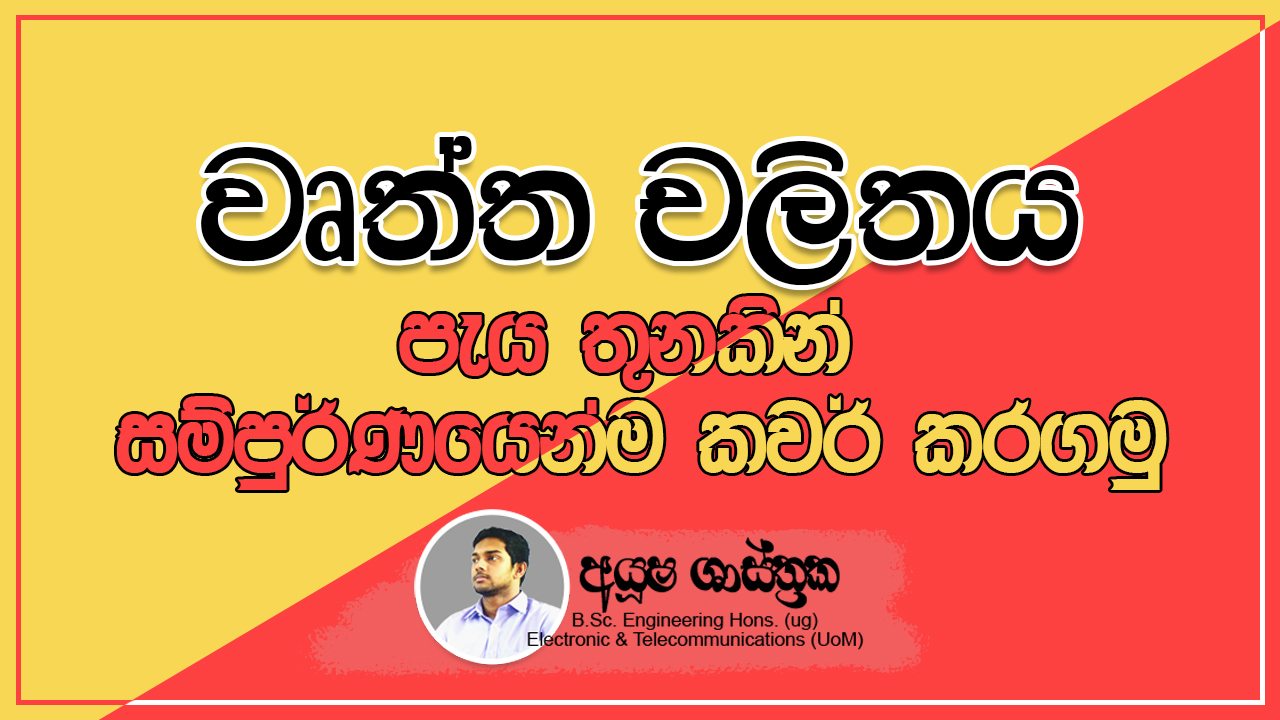 වෘත්ත චලිතය
පැය තුනකින්
සම්පුර්ණයෙන්ම කවර් කරගමු
අයූෂ ශාස්ත්‍රක
B.Sc. Engineering Hons. (ug)
Electronic & Telecommunications (UoM)